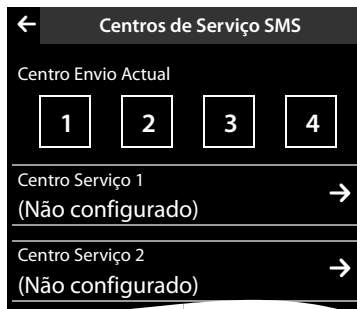 Centros de Serviço SMS
Centro Envio Actual
1 2 3 4
Centro Serviço 1
(Não configurado)
Centro Serviço 2
(Não configurado)